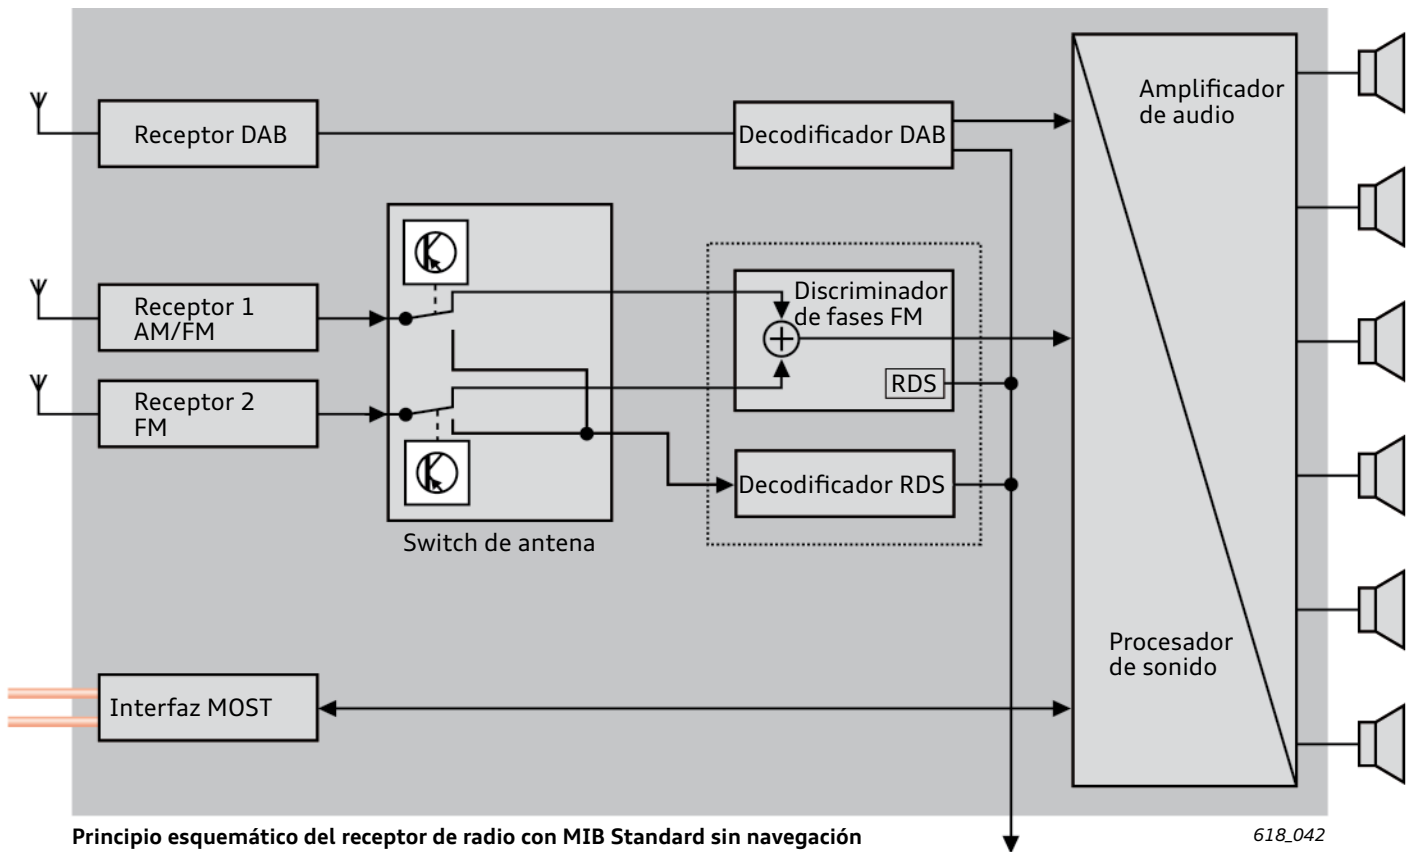 Receptor DAB
Decodificador DAB
Amplificador
de audio
Receptor 1
AM/FM
Discriminador
de fases FM
RDS
Receptor 2
FM
Decodificador RDS
Switch de antena
Procesador
de sonido
Interfaz MOST
Principio esquemático del receptor de radio con MIB Standard sin navegación
618_042